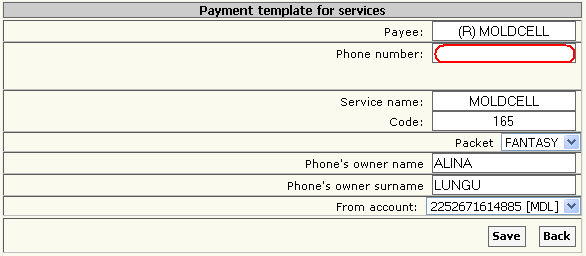 Payment template for services
Payee: (R) MOLDCELL
Phone number:
Service name: MOLDCELL
Code: 165
Packet FANTASY
Phone's owner name ALINA
Phone's owner surname LUNGU
From account: 2252671614885 [MDL]
Save Back